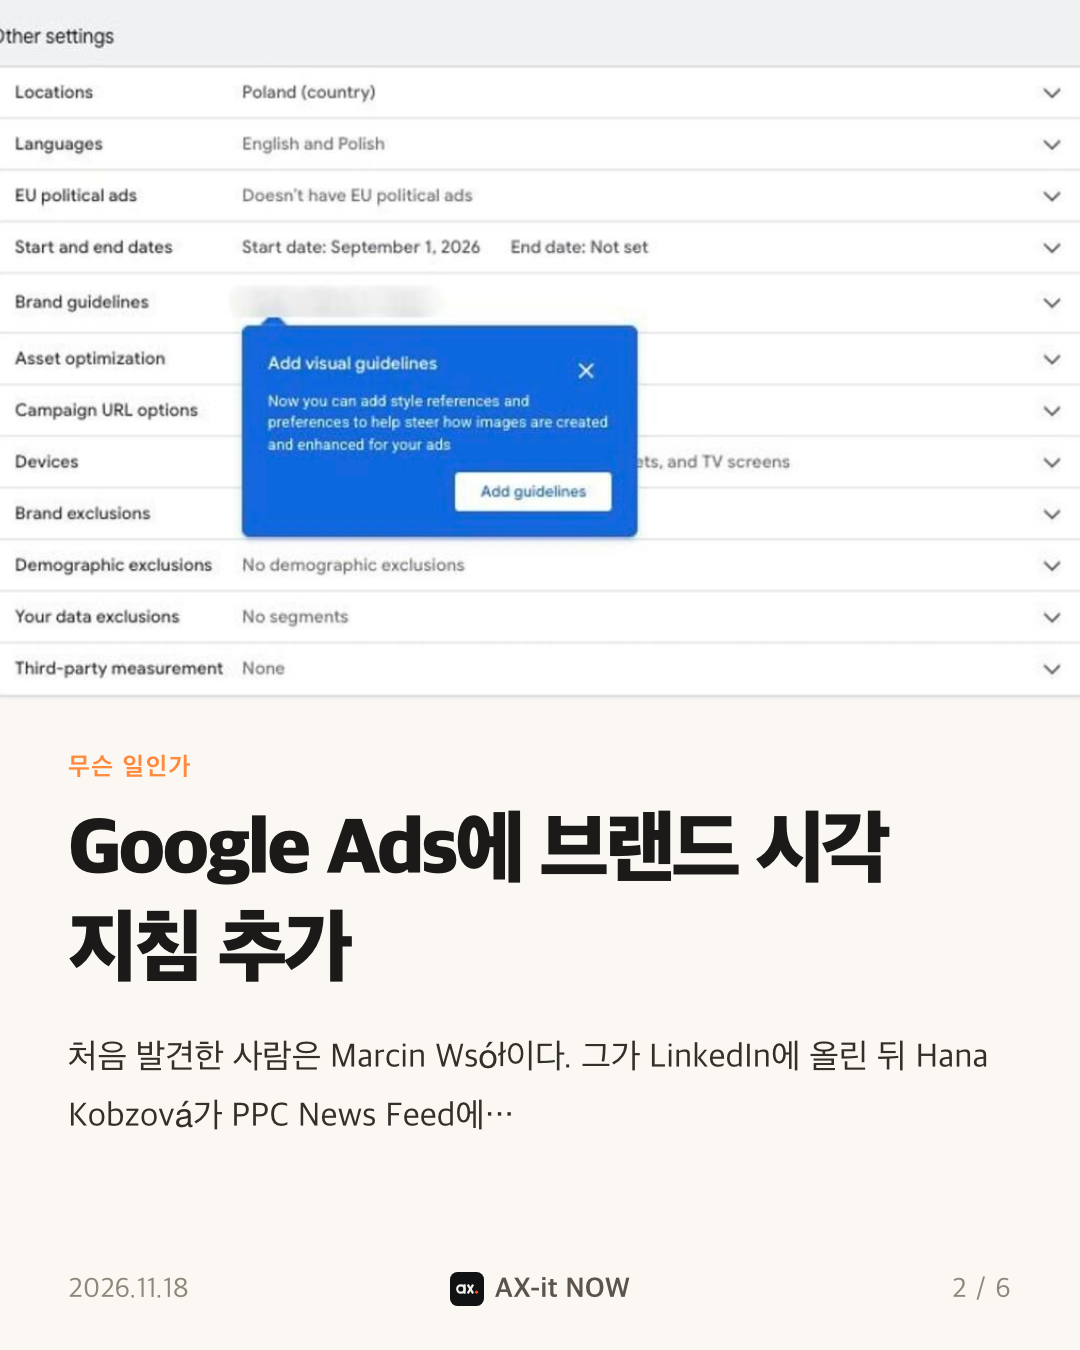 Other settings
Locations Poland (country)
Languages English and Polish
EU political ads Doesn't have EU political ads
Start and end dates Start date: September 1, 2026 End date: Not set
Brand guidelines
Add visual guidelines
Asset optimization
Now you can add style references and
Campaign URL options
preferences to help steer how images are created
and enhanced for your ads
Devices ets, and TV screens
Add guidelines
Brand exclusions
Demographic exclusions No demographic exclusions
Your data exclusions No segments
Third-party measurement None
무슨 일인가
Google Ads에 브랜드 시각
지침 추가
처음 발견한 사람은 Marcin Wsół이다. 그가 LinkedIn에 올린 뒤 Hana
Kobzová가 PPC News Feed에…
2026.11.18 ax. AX-it NOW 2 / 6